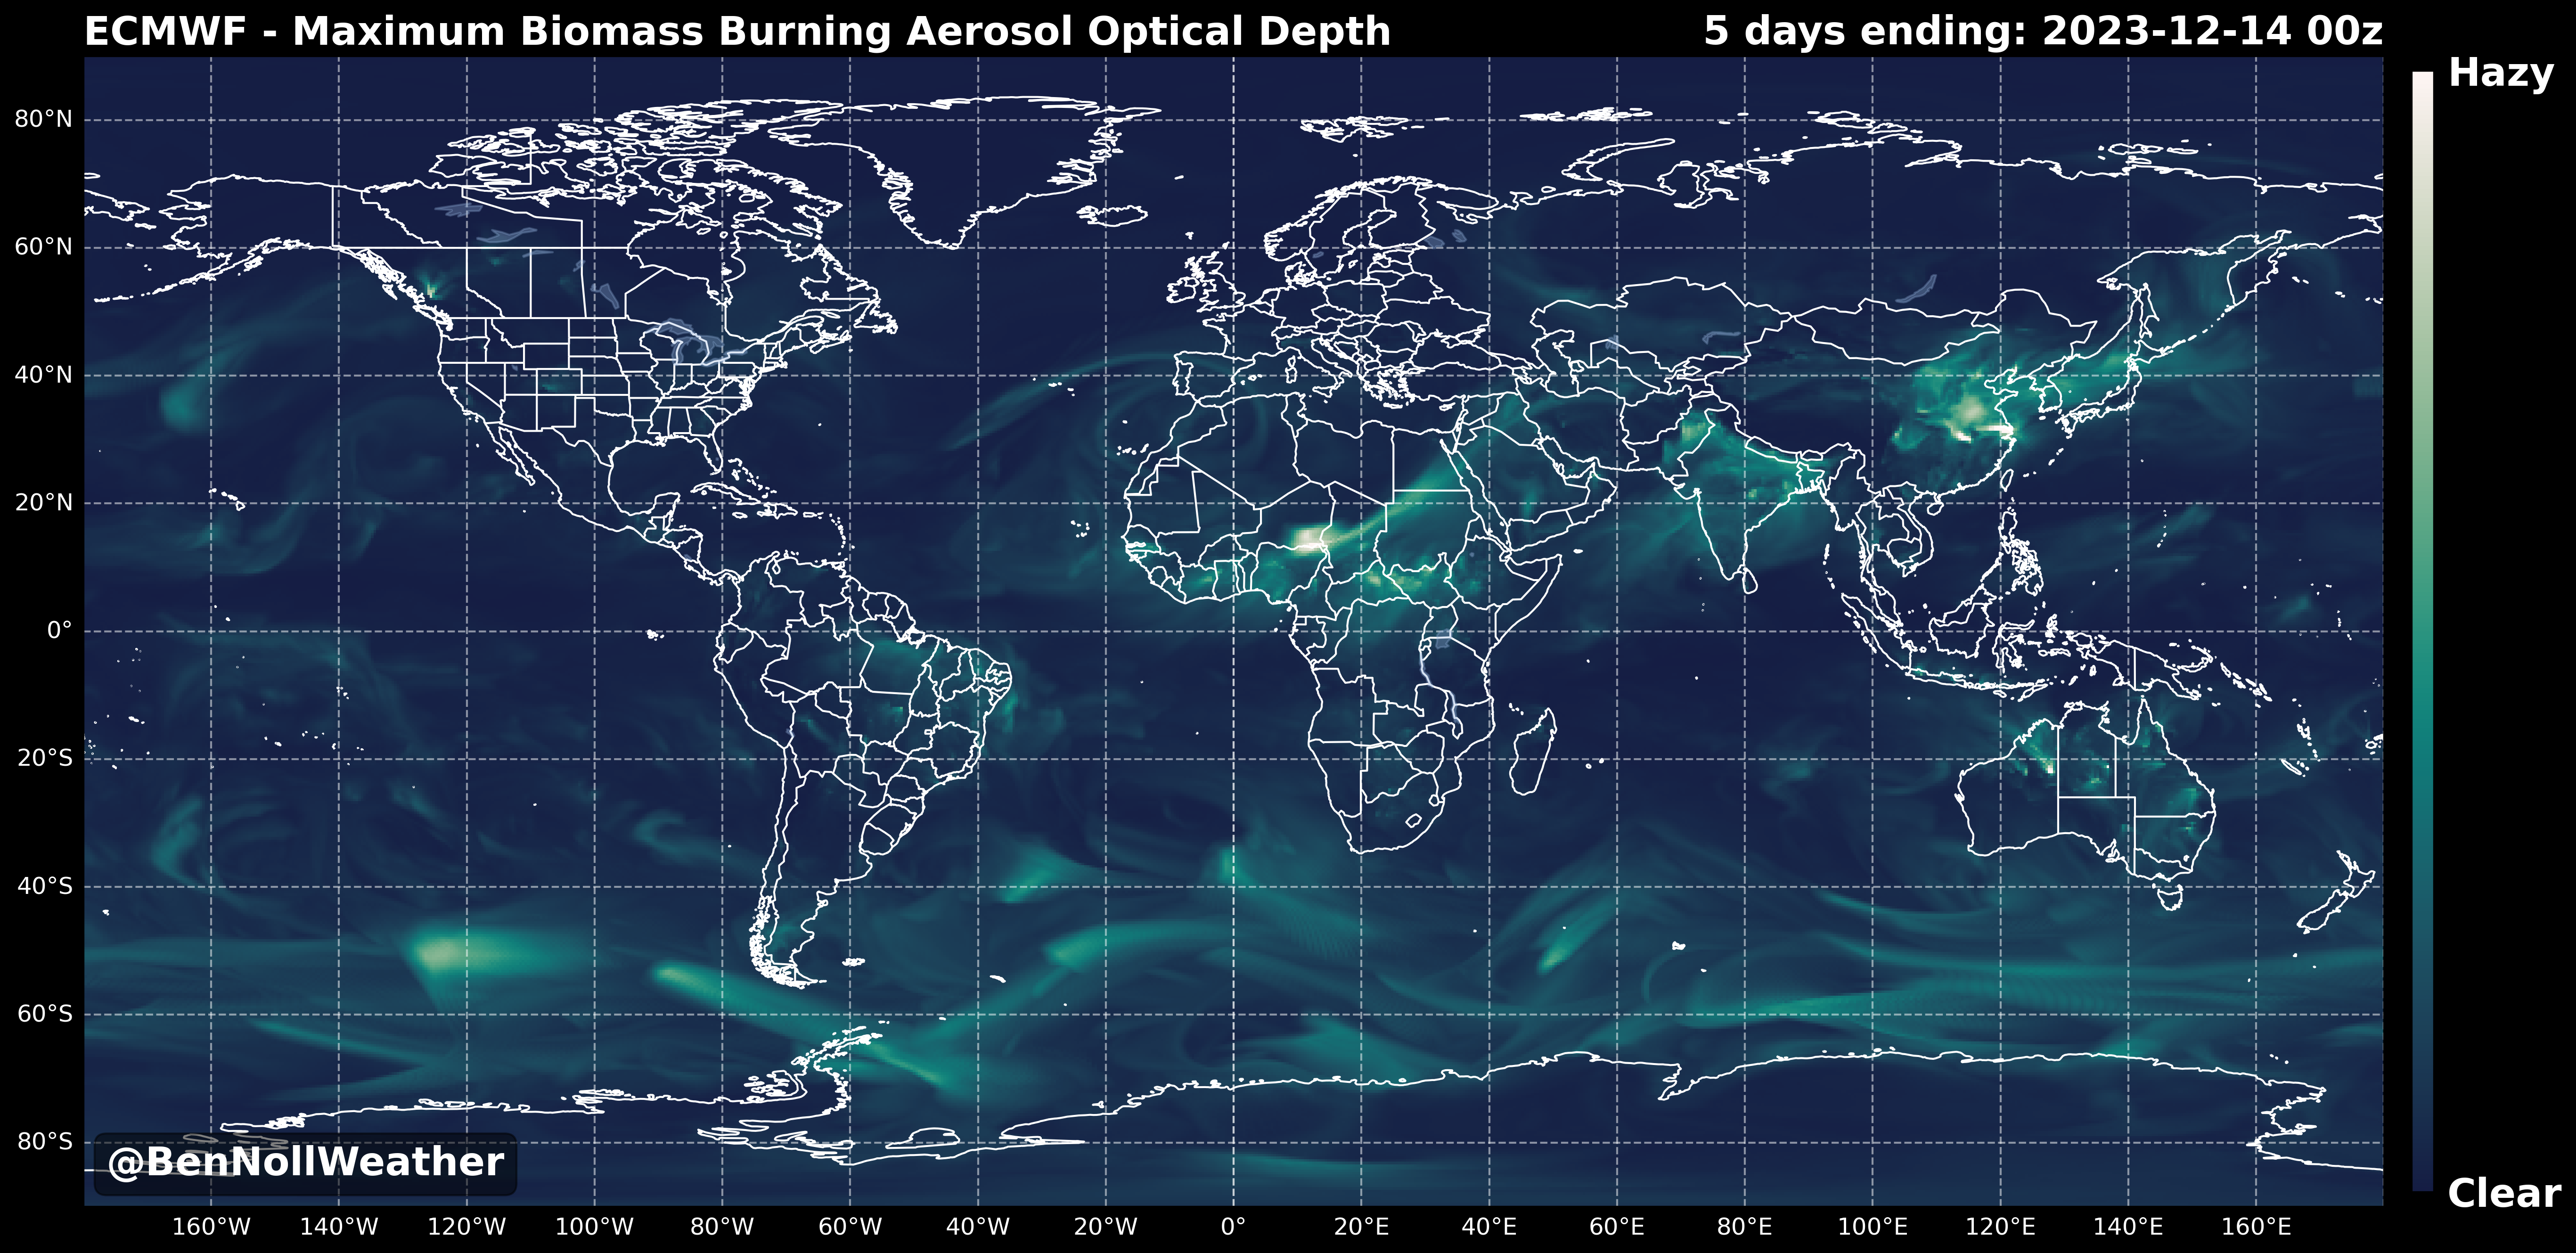 ECMWF - Maximum Biomass Burning Aerosol Optical Depth
5 days ending: 2023-12-14 00z
Hazy
80°N
60°N
40°N
20°N
0°
20°S
40°S
60°S
80°S
@BenNollWeather
Clear
160°W 140°W 120°W 100°W 80°W 60°W 40°W 20°W 0° 20°E 40°E 60°E 80°E 100°E 120°E 140°E 160°E